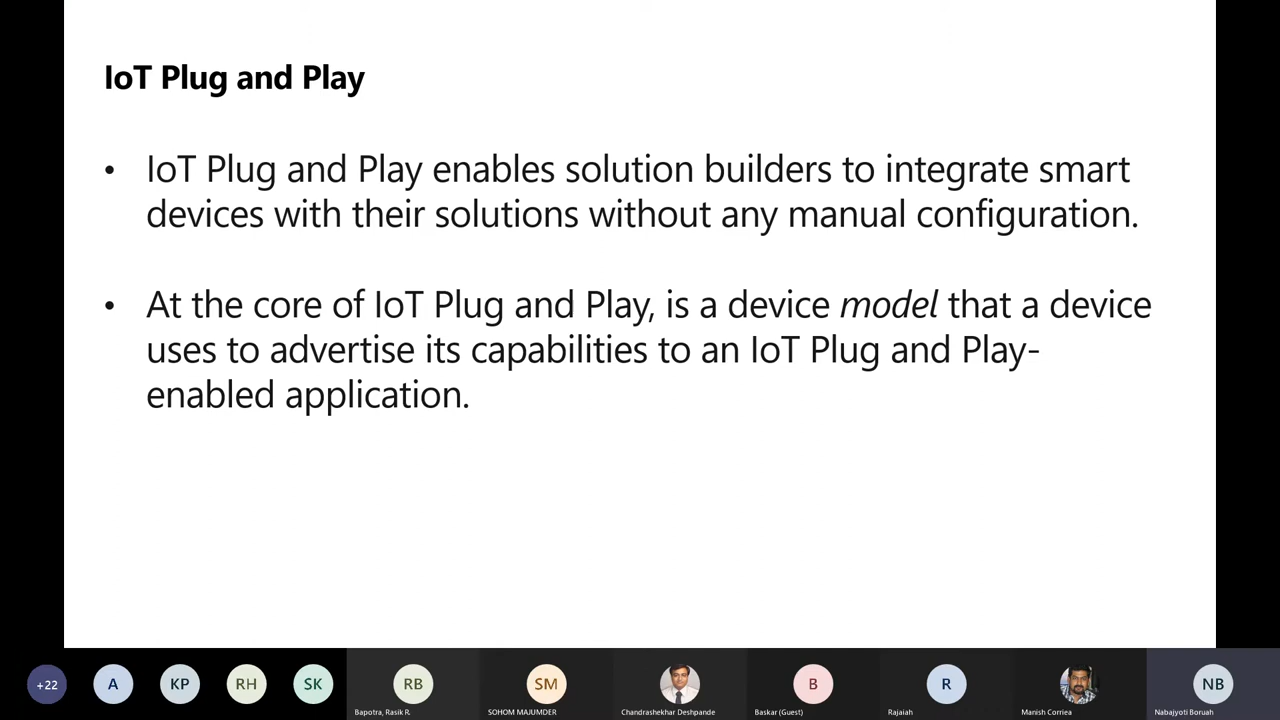 IoT Plug and Play
• IoT Plug and Play enables solution builders to integrate smart
devices with their solutions without any manual configuration.
• At the core of IoT Plug and Play, is a device model that a device
uses to advertise its capabilities to an IoT Plug and Play-
enabled application.
+22 A KP RH SK RB SM B R NB
Bapotra, Rasik R. SOHOM MAJUMDER Chandrashekhar Deshpande Baskar (Guest) Rajaiah Manish Corriea Nabajyoti Boruah